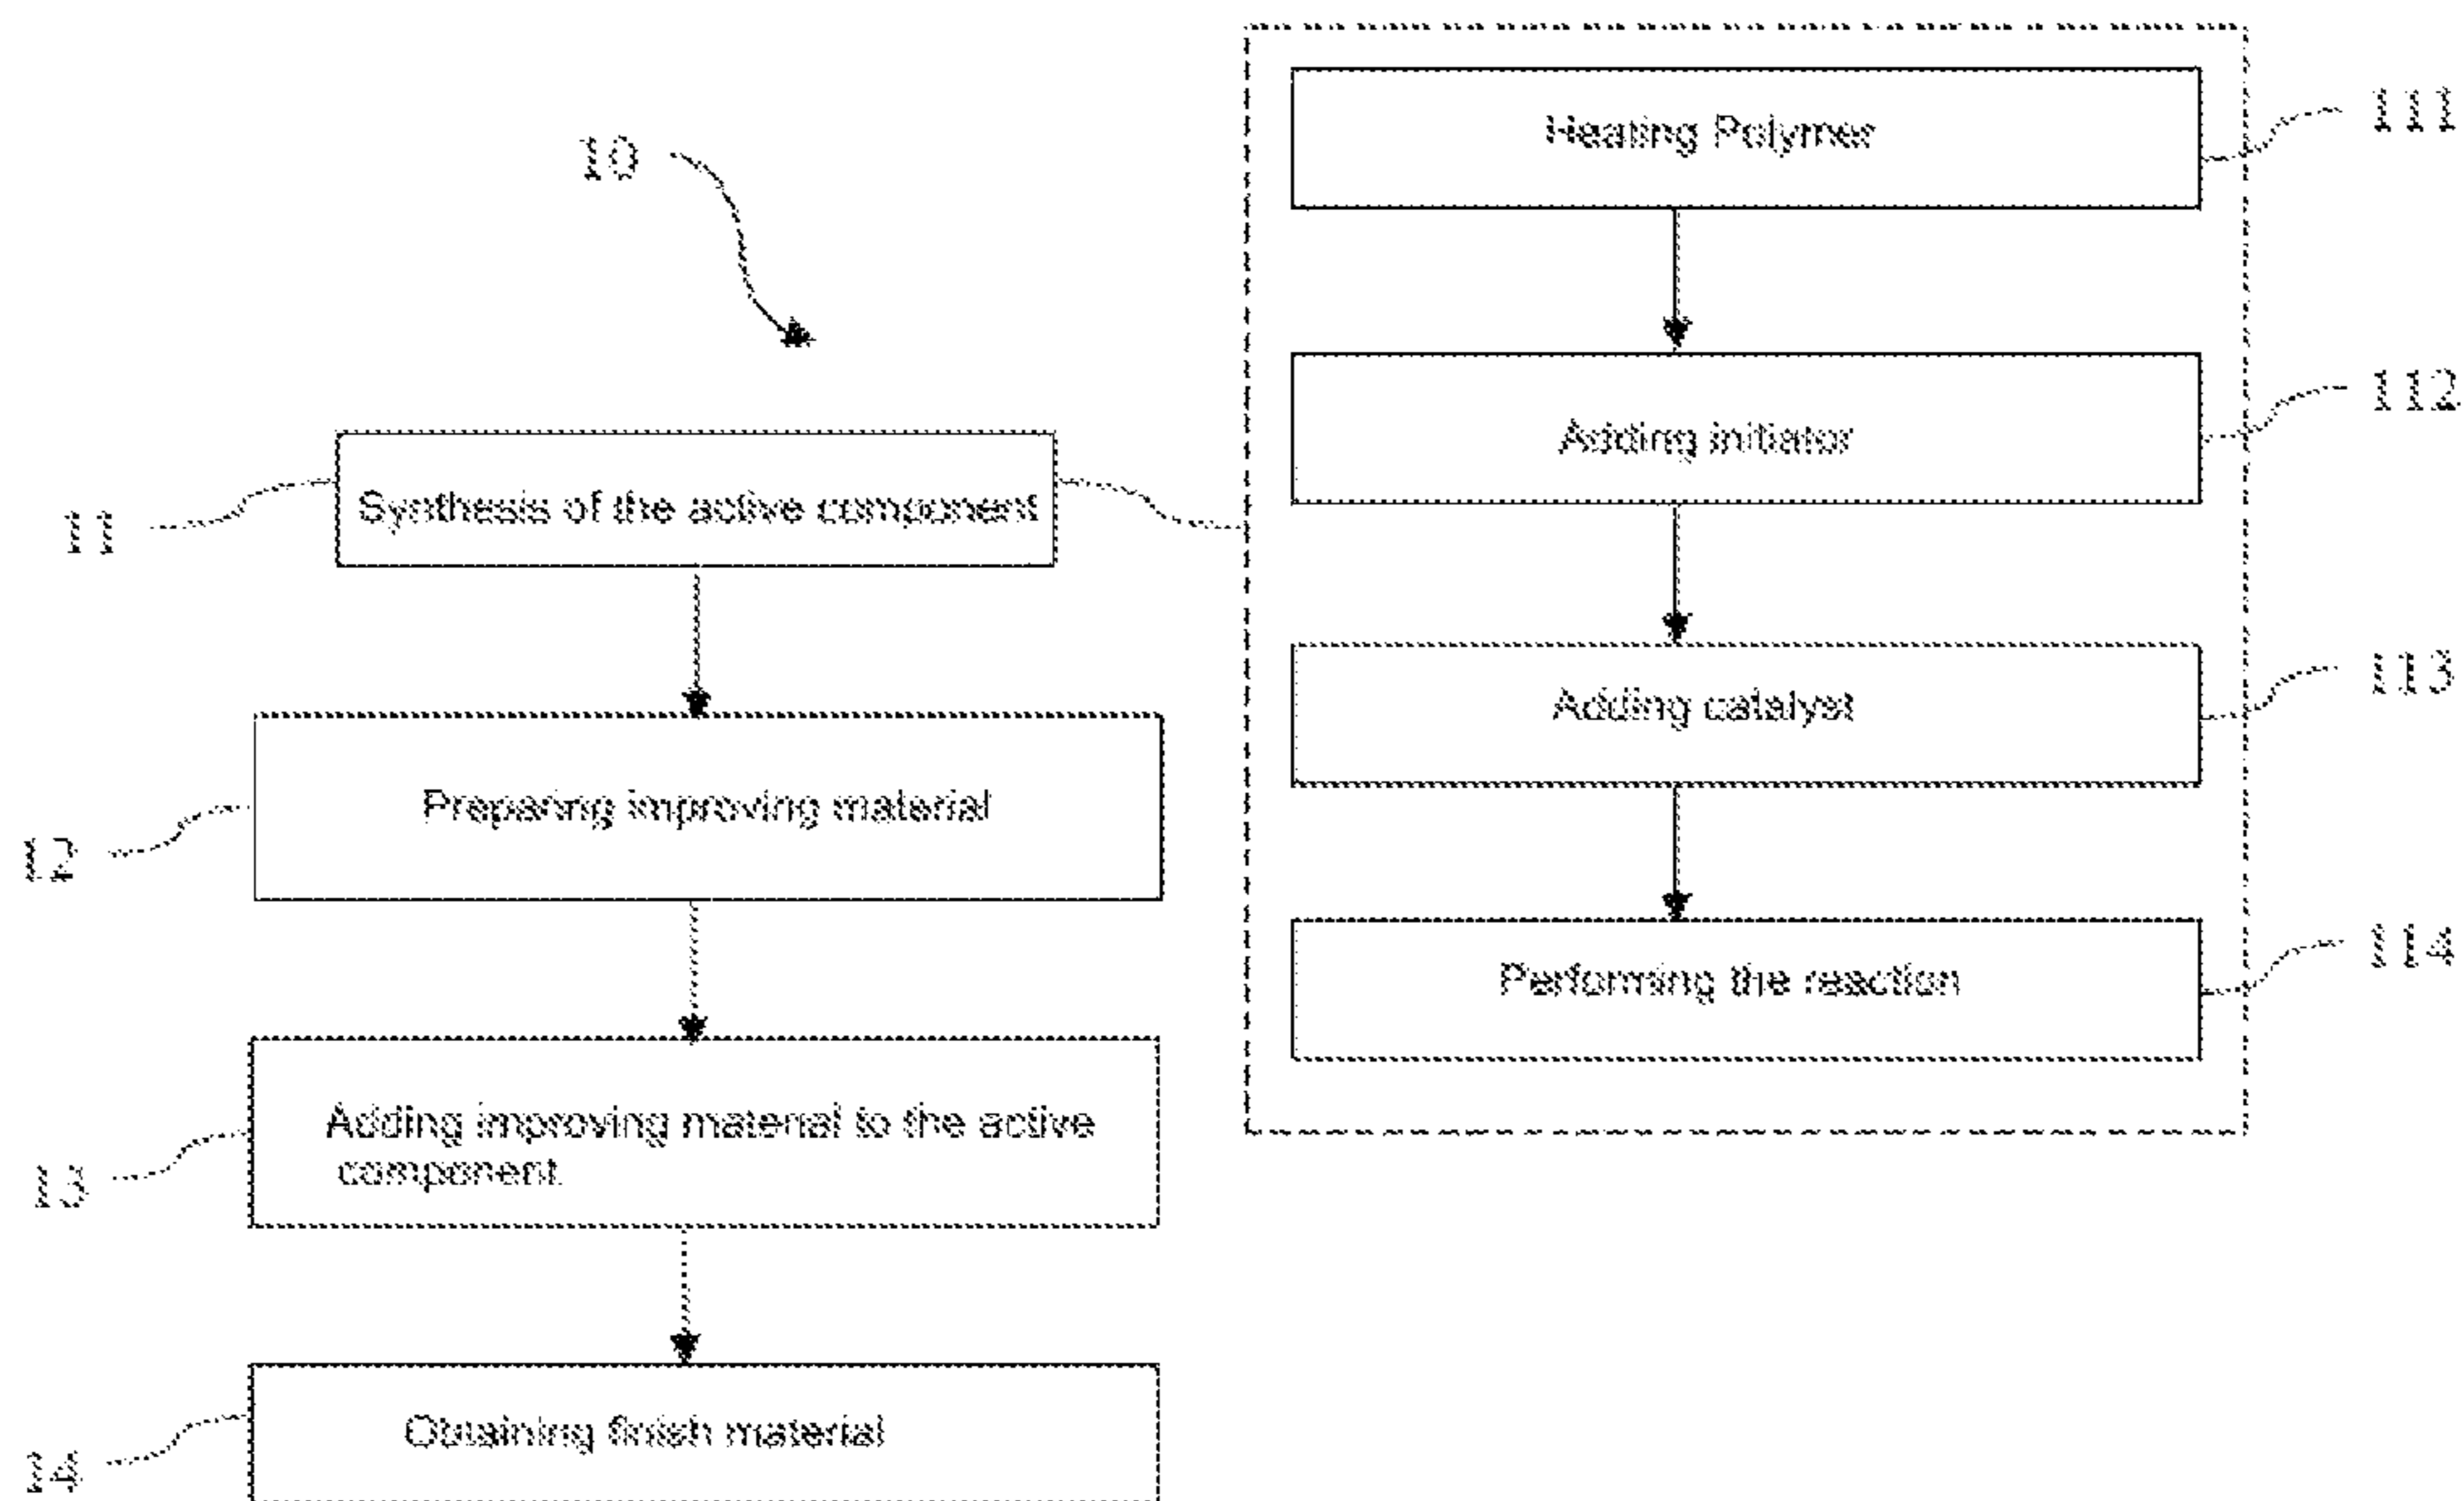 10
11
Synthesis of the active component
12
Preparing improving material
13
Adding improving material to the active
component
14
Obtaining finish material
Heating Polymer
111
Adding initiator
112
Adding catalyst
113
Performing the reaction
114